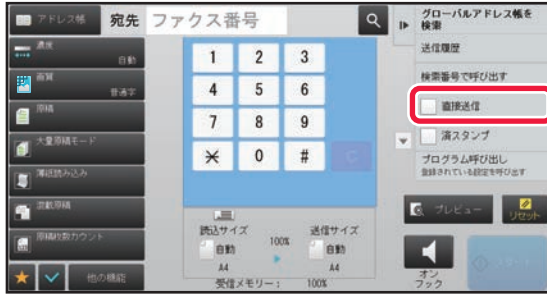 アドレス帳
宛先
ファクス番号
濃度
自動
画質
普通字
原稿
大量原稿モード
薄紙読み込み
混載原稿
原稿枚数カウント
他の機能
1 2 3
4 5 6
7 8 9
0 #
C
読込サイズ
自動
A4
100%
送信サイズ
自動
A4
受信メモリー： 100%
グローバルアドレス帳を
検索
送信履歴
検索番号で呼び出す
直接送信
済スタンプ
プログラム呼び出し
登録されている設定を呼び出す
プレビュー
リセット
オン
フック